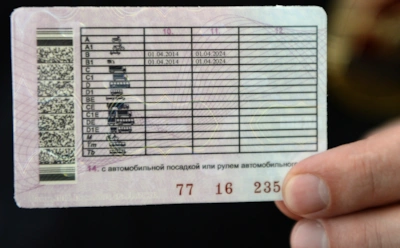 10. 11. 12.
A
A1
B 01.04.2014 01.04.2024
B1 01.04.2014 01.04.2024
C
C1
D
D1
BE
CE
C1E
DE
D1E
M
Tm
Tb
14. с автомобильной посадкой или рулем автомобильного
77 16 235